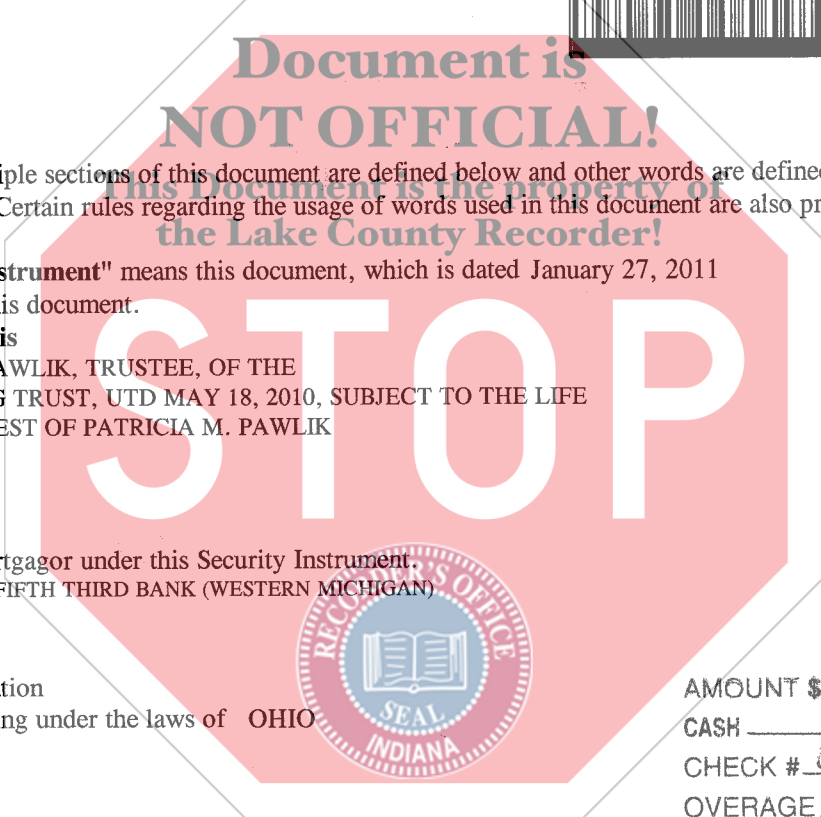 Document is
NOT OFFICIAL!
iple sections of this document are defined below and other words are defined
This Document is the property of
Certain rules regarding the usage of words used in this document are also pr
the Lake County Recorder!
strument" means this document, which is dated January 27, 2011
is document.
is
AWLIK, TRUSTEE, OF THE
G TRUST, UTD MAY 18, 2010, SUBJECT TO THE LIFE
EST OF PATRICIA M. PAWLIK
STOP
rtgagor under this Security Instrument.
FIFTH THIRD BANK (WESTERN MICHIGAN)
RECORDER'S OFFICE
SEAL
INDIANA
tion
ng under the laws of OHIO
AMOUNT $
CASH
CHECK #
OVERAGE